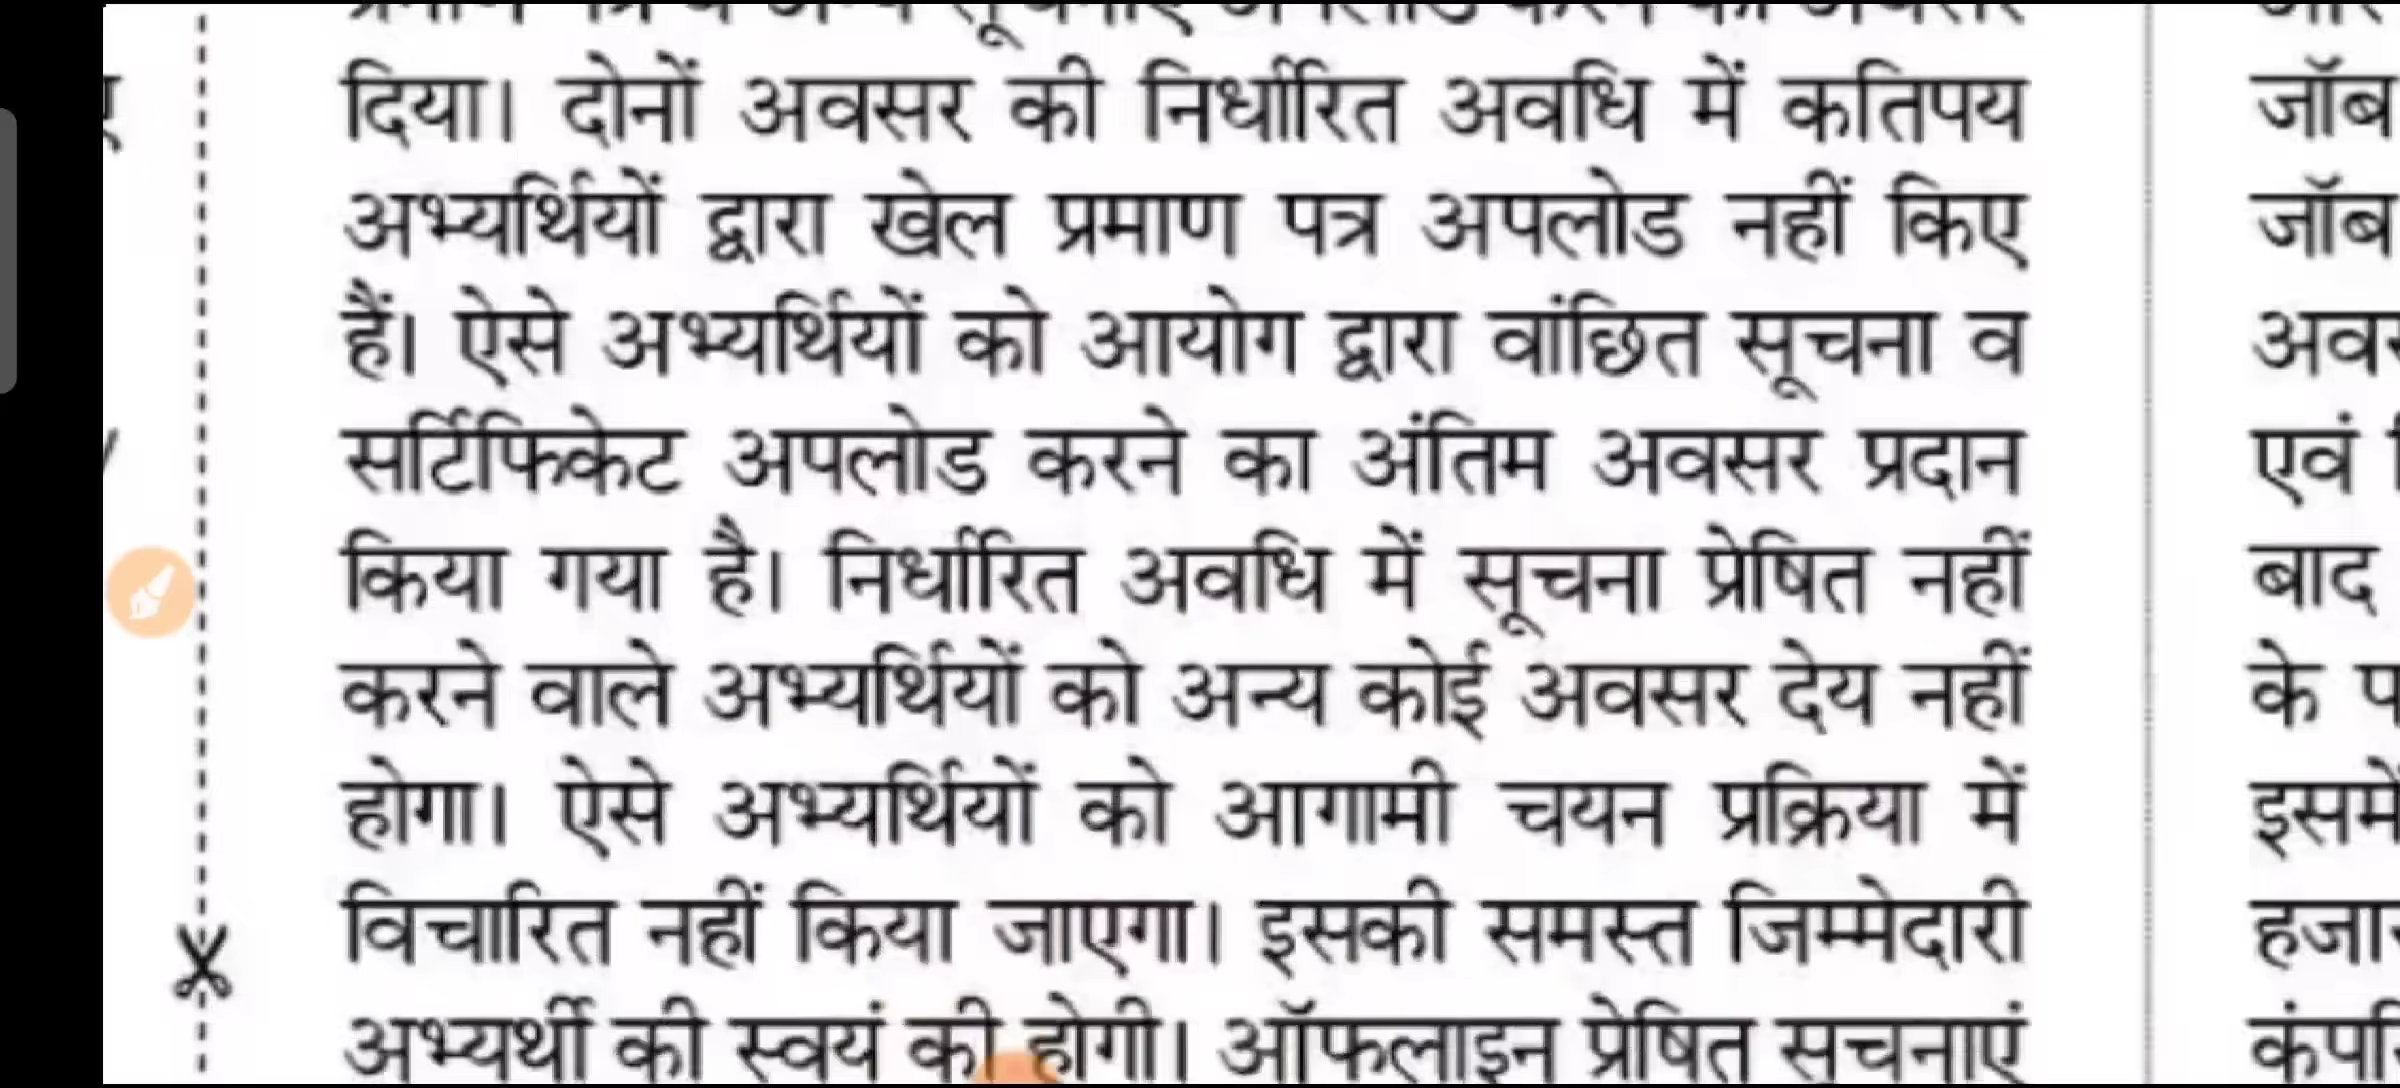 दिया। दोनों अवसर की निर्धारित अवधि में कतिपय
अभ्यर्थियों द्वारा खेल प्रमाण पत्र अपलोड नहीं किए
हैं। ऐसे अभ्यर्थियों को आयोग द्वारा वांछित सूचना व
सर्टिफिकेट अपलोड करने का अंतिम अवसर प्रदान
किया गया है। निर्धारित अवधि में सूचना प्रेषित नहीं
करने वाले अभ्यर्थियों को अन्य कोई अवसर देय नहीं
होगा। ऐसे अभ्यर्थियों को आगामी चयन प्रक्रिया में
विचारित नहीं किया जाएगा। इसकी समस्त जिम्मेदारी
अभ्यर्थी की स्वयं की होगी। ऑफलाइन प्रेषित सूचनाएं
जॉब
जॉब
एवं
बाद
के
इसमें